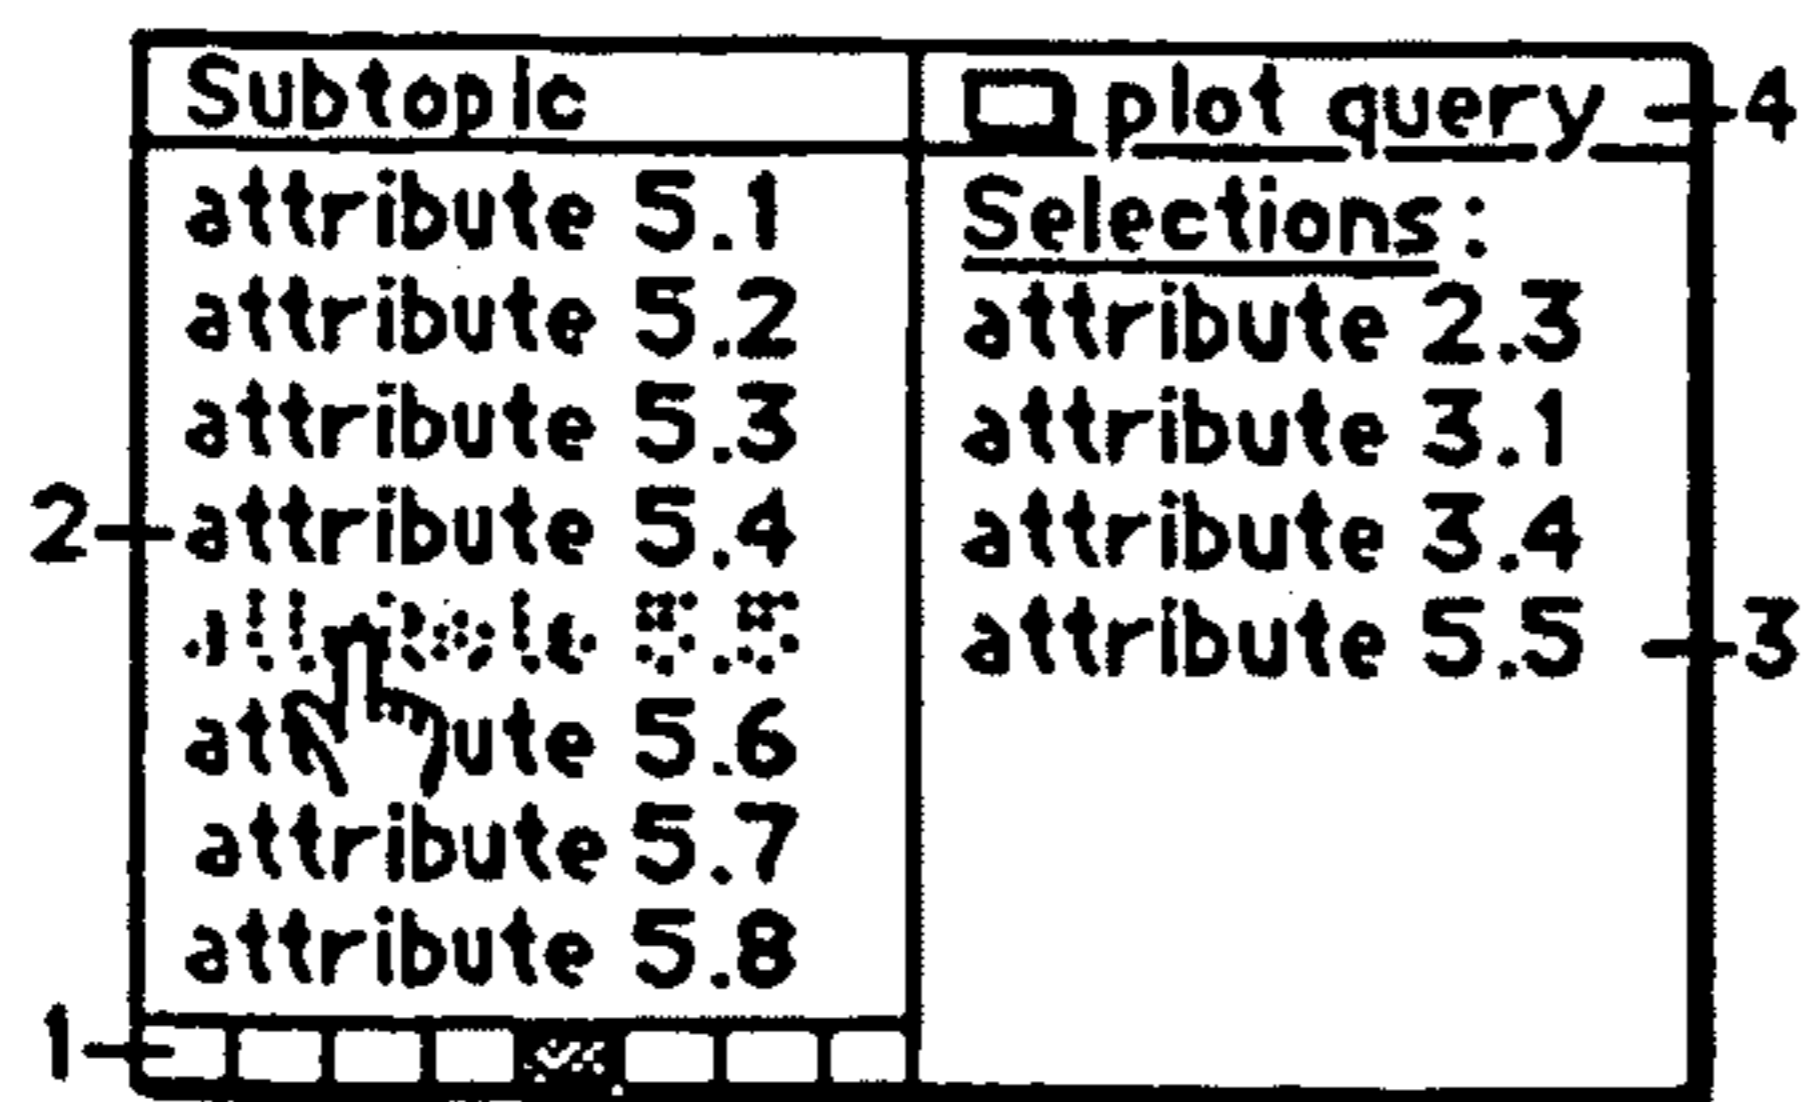 Subtopic
attribute 5.1
attribute 5.2
attribute 5.3
2 attribute 5.4
5.5
attribute 5.6
attribute 5.7
attribute 5.8
1
plot query 4
Selections:
attribute 2.3
attribute 3.1
attribute 3.4
attribute 5.5 3